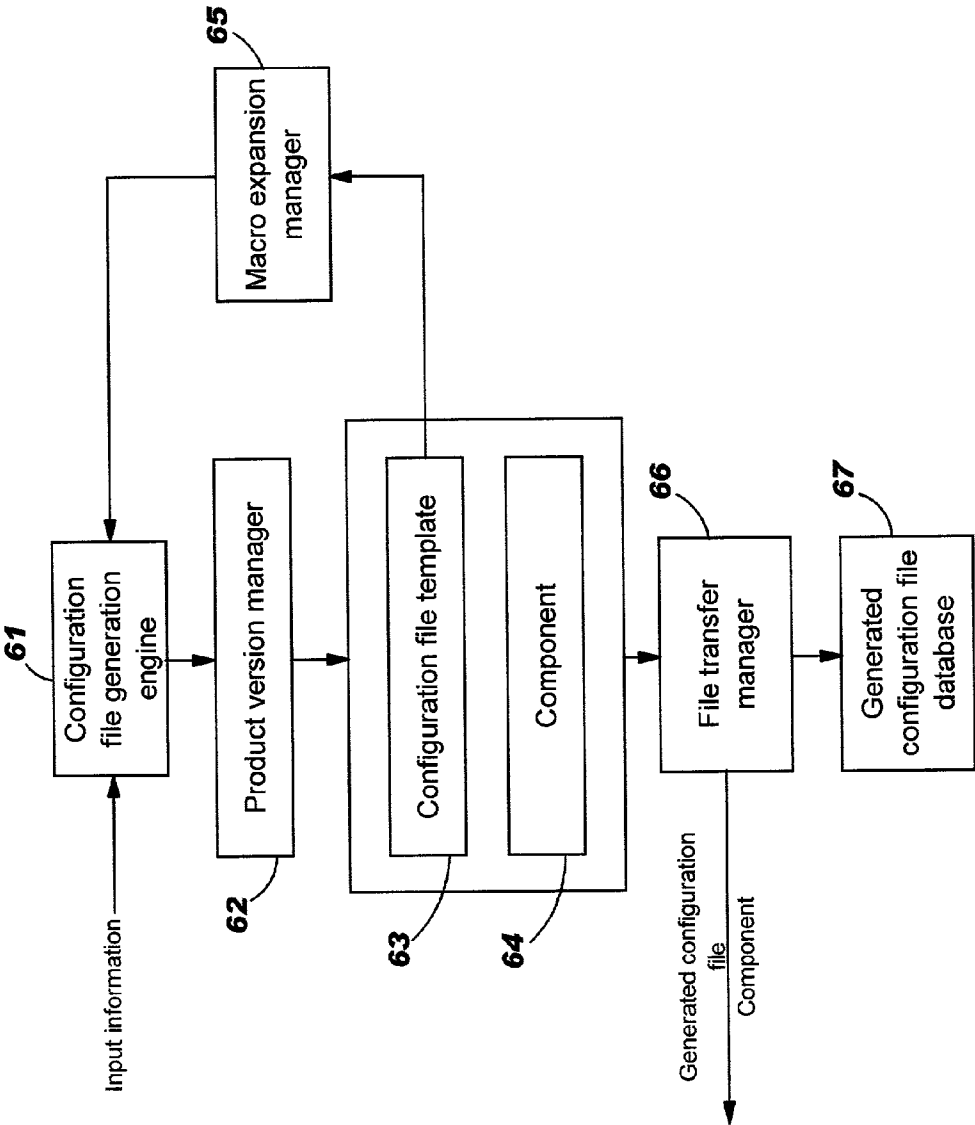 65
Macro expansion
manager
61
Configuration
file generation
engine
Input information
Product version manager
62
Configuration file template
63
Component
64
66
File transfer
manager
Generated configuration
file
Component
67
Generated
configuration file
database